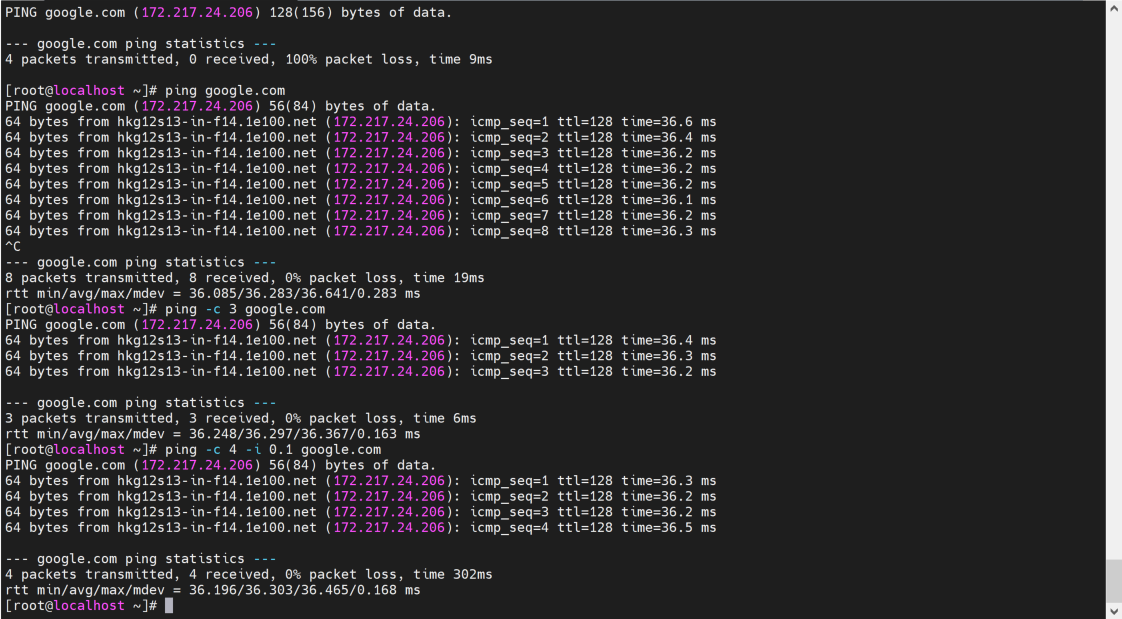 PING google.com (172.217.24.206) 128(156) bytes of data.
--- google.com ping statistics ---
4 packets transmitted, 0 received, 100% packet loss, time 9ms
[root@localhost ~]# ping google.com
PING google.com (172.217.24.206) 56(84) bytes of data.
64 bytes from hkg12s13-in-f14.1e100.net (172.217.24.206): icmp_seq=1 ttl=128 time=36.6 ms
64 bytes from hkg12s13-in-f14.1e100.net (172.217.24.206): icmp_seq=2 ttl=128 time=36.4 ms
64 bytes from hkg12s13-in-f14.1e100.net (172.217.24.206): icmp_seq=3 ttl=128 time=36.2 ms
64 bytes from hkg12s13-in-f14.1e100.net (172.217.24.206): icmp_seq=4 ttl=128 time=36.2 ms
64 bytes from hkg12s13-in-f14.1e100.net (172.217.24.206): icmp_seq=5 ttl=128 time=36.2 ms
64 bytes from hkg12s13-in-f14.1e100.net (172.217.24.206): icmp_seq=6 ttl=128 time=36.1 ms
64 bytes from hkg12s13-in-f14.1e100.net (172.217.24.206): icmp_seq=7 ttl=128 time=36.2 ms
64 bytes from hkg12s13-in-f14.1e100.net (172.217.24.206): icmp_seq=8 ttl=128 time=36.3 ms
^C
--- google.com ping statistics ---
8 packets transmitted, 8 received, 0% packet loss, time 19ms
rtt min/avg/max/mdev = 36.085/36.283/36.641/0.283 ms
[root@localhost ~]# ping -c 3 google.com
PING google.com (172.217.24.206) 56(84) bytes of data.
64 bytes from hkg12s13-in-f14.1e100.net (172.217.24.206): icmp_seq=1 ttl=128 time=36.4 ms
64 bytes from hkg12s13-in-f14.1e100.net (172.217.24.206): icmp_seq=2 ttl=128 time=36.3 ms
64 bytes from hkg12s13-in-f14.1e100.net (172.217.24.206): icmp_seq=3 ttl=128 time=36.2 ms
--- google.com ping statistics ---
3 packets transmitted, 3 received, 0% packet loss, time 6ms
rtt min/avg/max/mdev = 36.248/36.297/36.367/0.163 ms
[root@localhost ~]# ping -c 4 -i 0.1 google.com
PING google.com (172.217.24.206) 56(84) bytes of data.
64 bytes from hkg12s13-in-f14.1e100.net (172.217.24.206): icmp_seq=1 ttl=128 time=36.3 ms
64 bytes from hkg12s13-in-f14.1e100.net (172.217.24.206): icmp_seq=2 ttl=128 time=36.2 ms
64 bytes from hkg12s13-in-f14.1e100.net (172.217.24.206): icmp_seq=3 ttl=128 time=36.2 ms
64 bytes from hkg12s13-in-f14.1e100.net (172.217.24.206): icmp_seq=4 ttl=128 time=36.5 ms
--- google.com ping statistics ---
4 packets transmitted, 4 received, 0% packet loss, time 302ms
rtt min/avg/max/mdev = 36.196/36.303/36.465/0.168 ms
[root@localhost ~]#